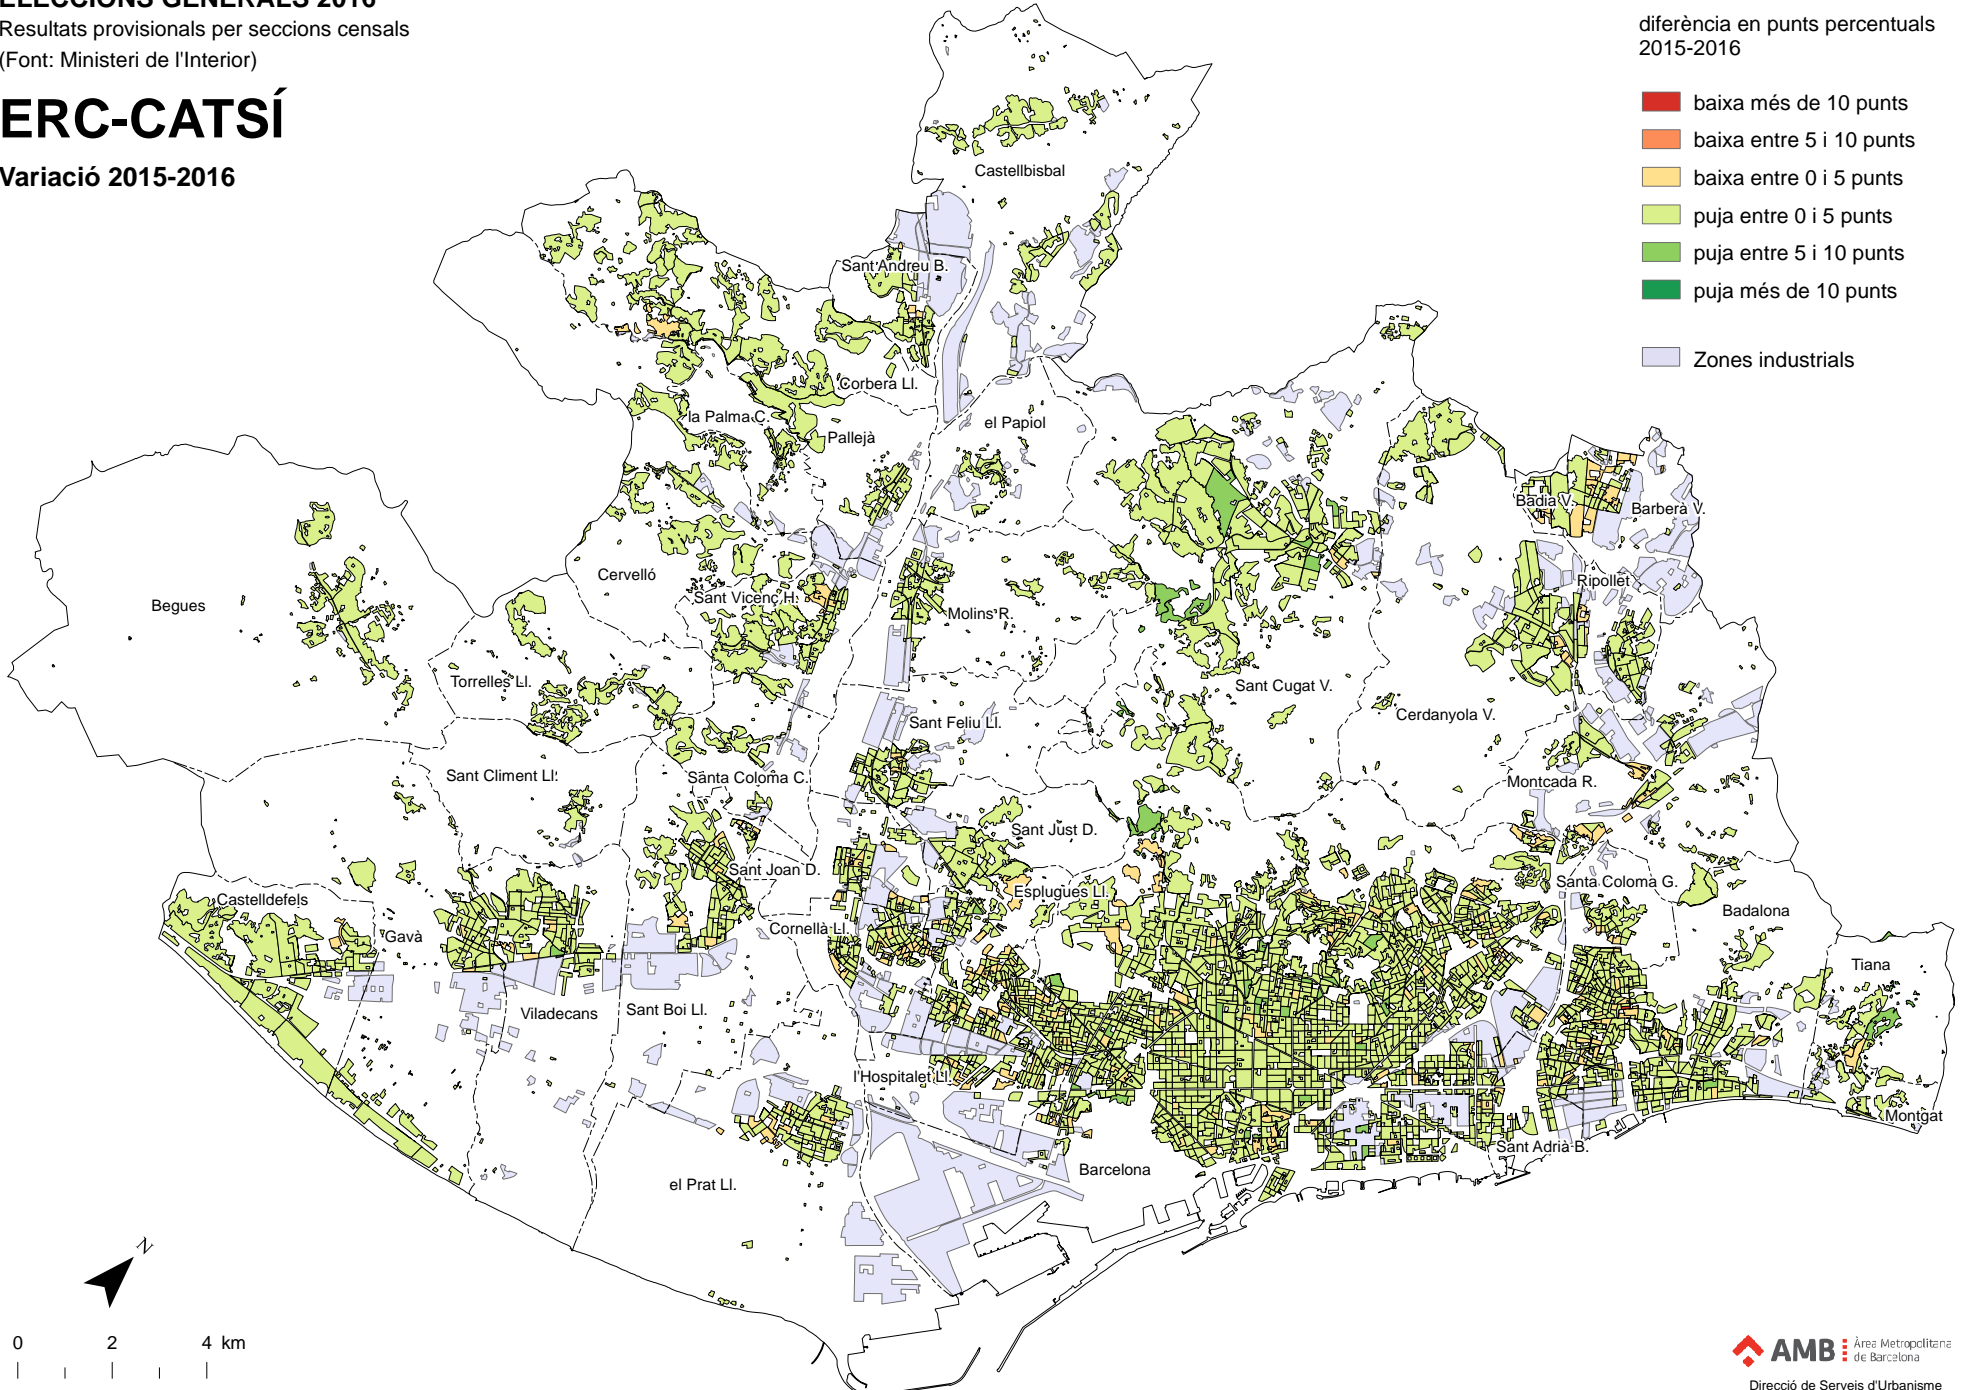 ELECCIONS GENERALS 2016
Resultats provisionals per seccions censals
(Font: Ministeri de l'Interior)
ERC-CATSÍ
Variació 2015-2016
diferència en punts percentuals
2015-2016
baixa més de 10 punts
baixa entre 5 i 10 punts
baixa entre 0 i 5 punts
puja entre 0 i 5 punts
puja entre 5 i 10 punts
puja més de 10 punts
Zones industrials
Castellbisbal
Sant Andreu B.
Corbera Ll.
la Palma C.
Pallejà
el Papiol
Badia V.
Barberà V.
Cervelló
Ripollet
Begues
Sant Vicenç H.
Molins R.
Torrelles Ll.
Sant Cugat V.
Cerdanyola V.
Sant Feliu Ll.
Sant Climent Ll.
Santa Coloma C.
Montcada R.
Sant Just D.
Sant Joan D.
Esplugues Ll.
Santa Coloma G.
Castelldefels
Badalona
Gavà
Cornellà Ll.
Tiana
Viladecans
Sant Boi Ll.
l'Hospitalet Ll.
Montgat
Sant Adrià B.
Barcelona
el Prat Ll.
N
0 2 4 km
AMB
Àrea Metropolitana
de Barcelona
Direcció de Serveis d'Urbanisme